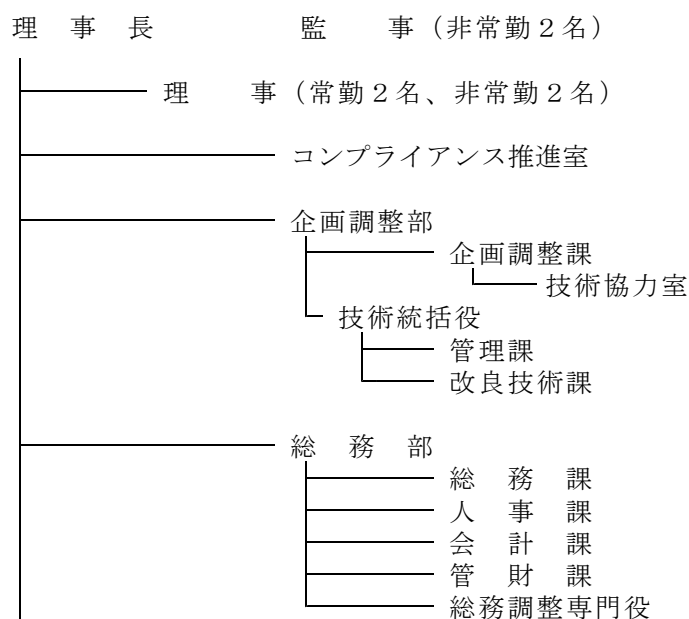 理　事　長　　　　　監　　事（非常勤２名）
理　　事（常勤２名、非常勤２名）
コンプライアンス推進室
企画調整部
企画調整課
技術協力室
技術統括役
管理課
改良技術課
総　務　部
総　務　課
人　事　課
会　計　課
管　財　課
総務調整専門役